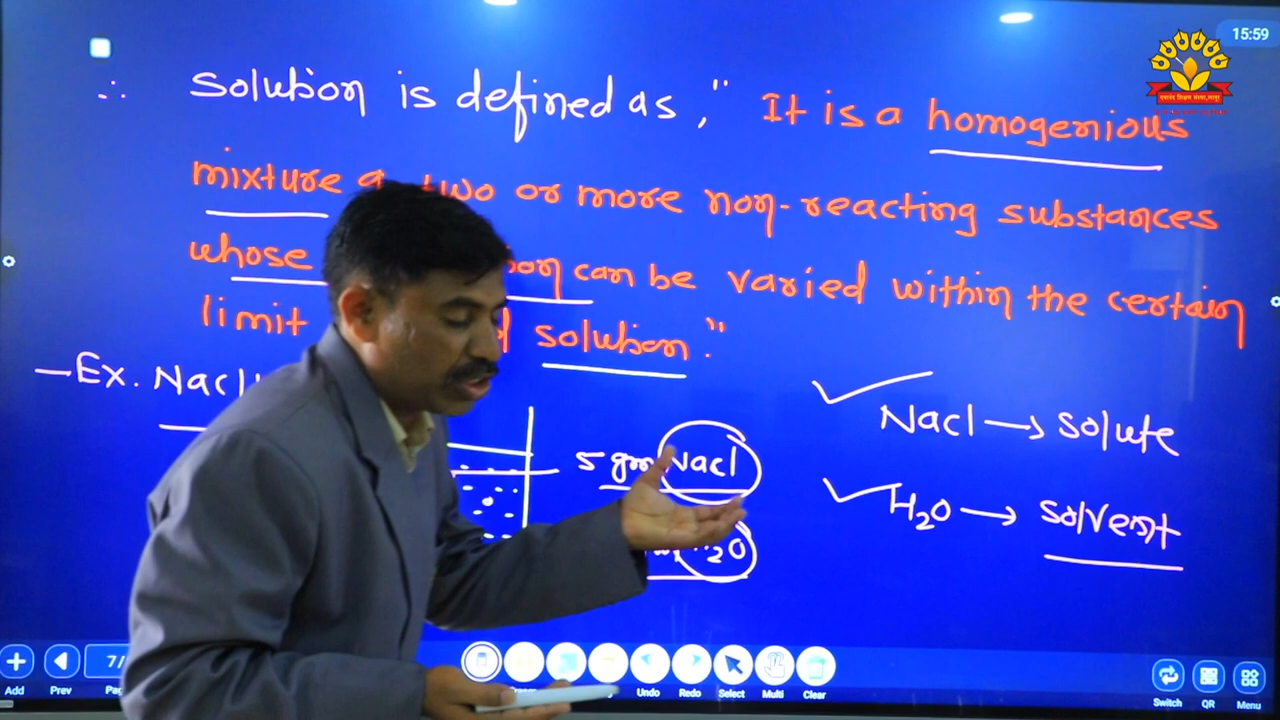 15:59
∴ Solution is defined as, " It is a homogenious
mixture two or more non-reacting substances
whose can be varied within the certain
limit solution."
— Ex. Nacl
Nacl → solute
5 gm Nacl
H₂O → solvent
H₂O
Add
Prev
7/
Undo
Redo
Select
Multi
Clear
Switch
QR
Menu